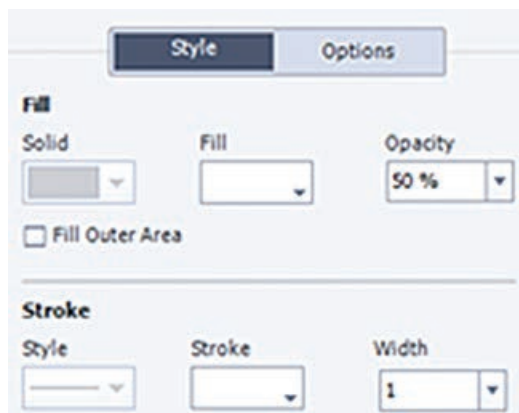 Style Options
Fill
Solid Fill Opacity
50 %
Fill Outer Area
Stroke
Style Stroke Width
1